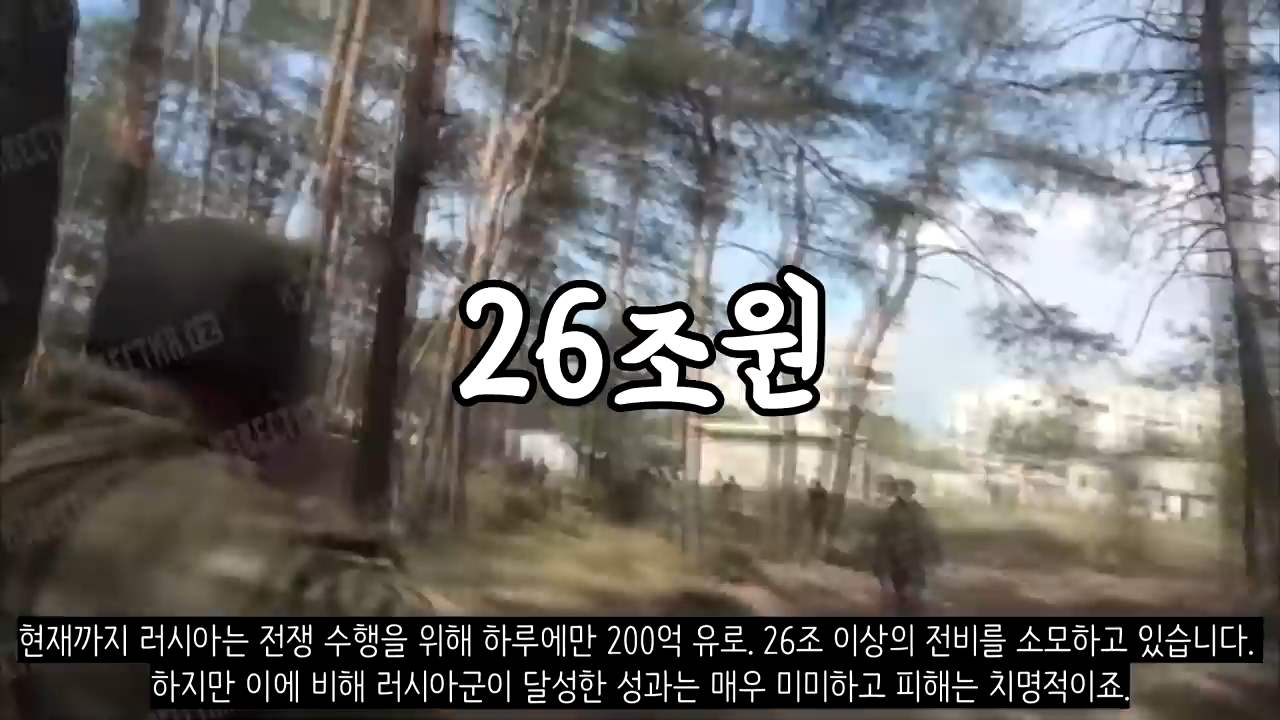 26조원
현재까지 러시아는 전쟁 수행을 위해 하루에만 200억 유로. 26조 이상의 전비를 소모하고 있습니다.
하지만 이에 비해 러시아군이 달성한 성과는 매우 미미하고 피해는 치명적이죠.